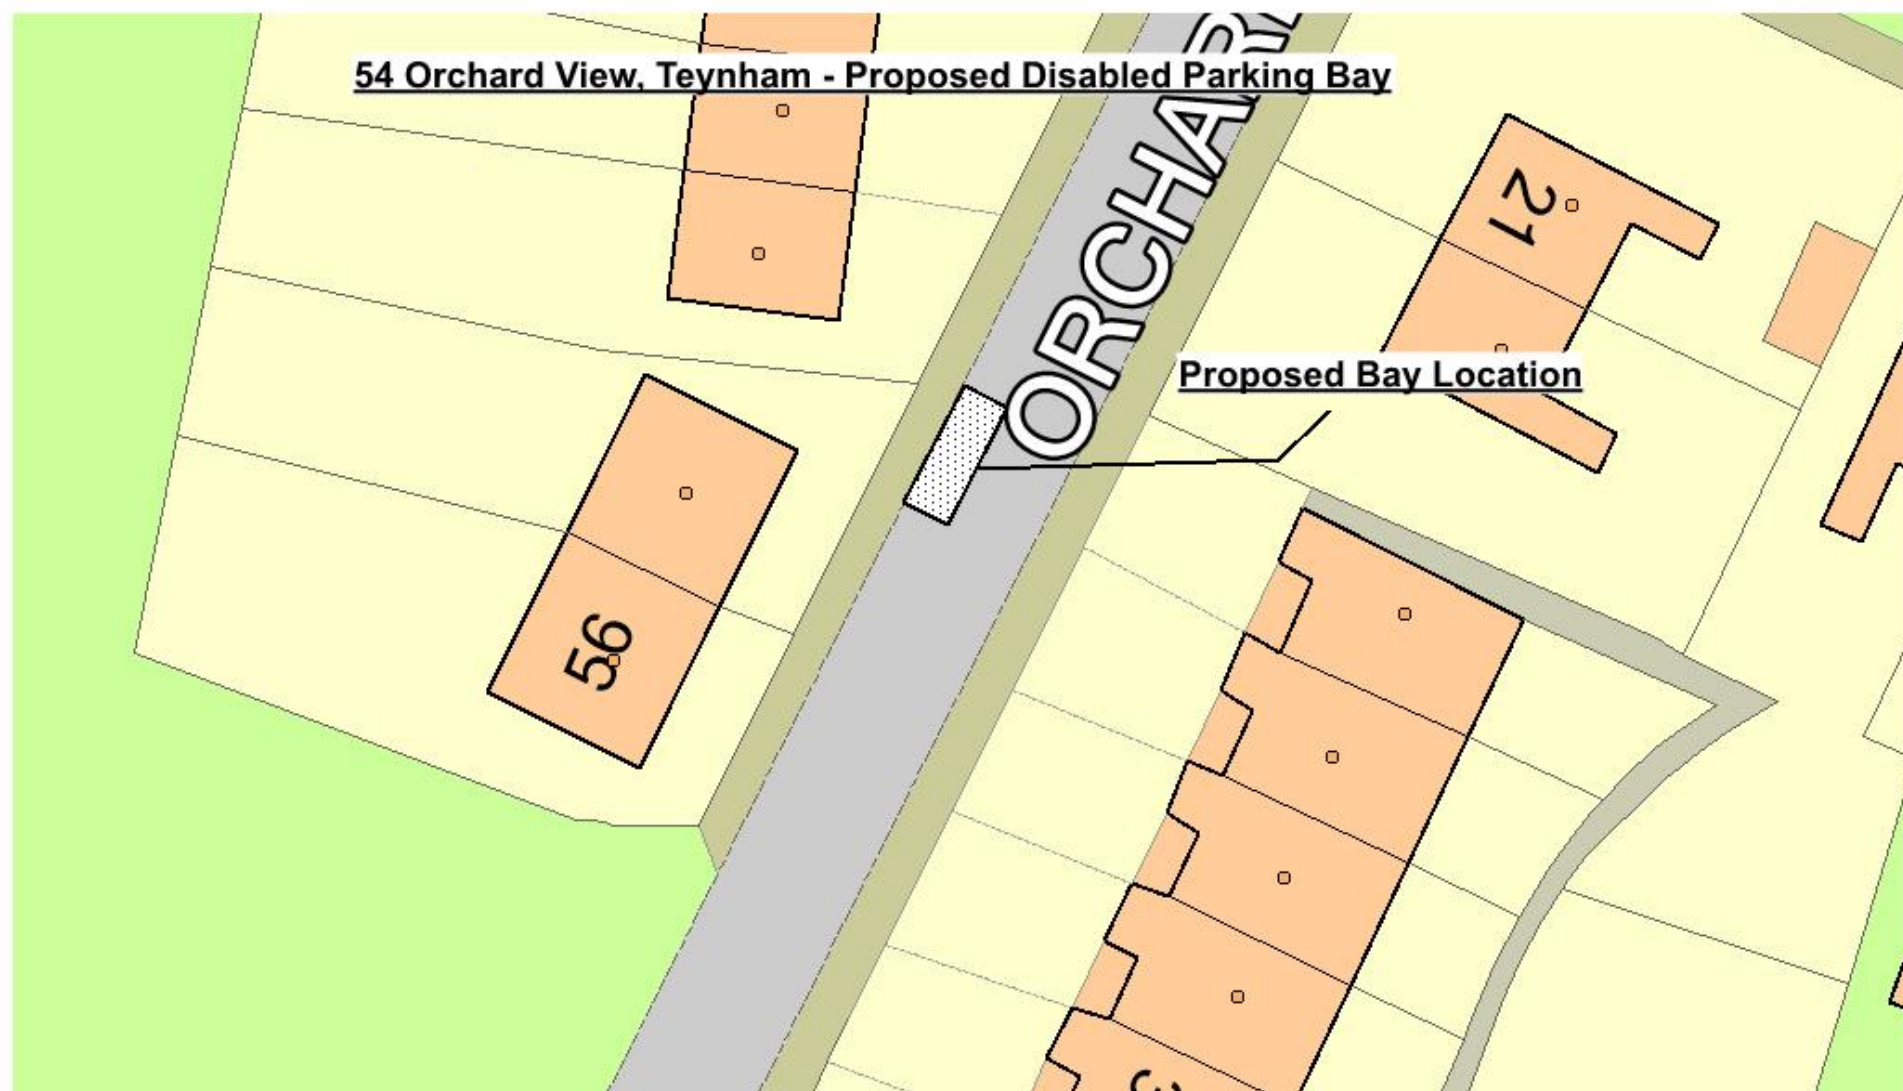 54 Orchard View, Teynham - Proposed Disabled Parking Bay
ORCHAR
21
Proposed Bay Location
56